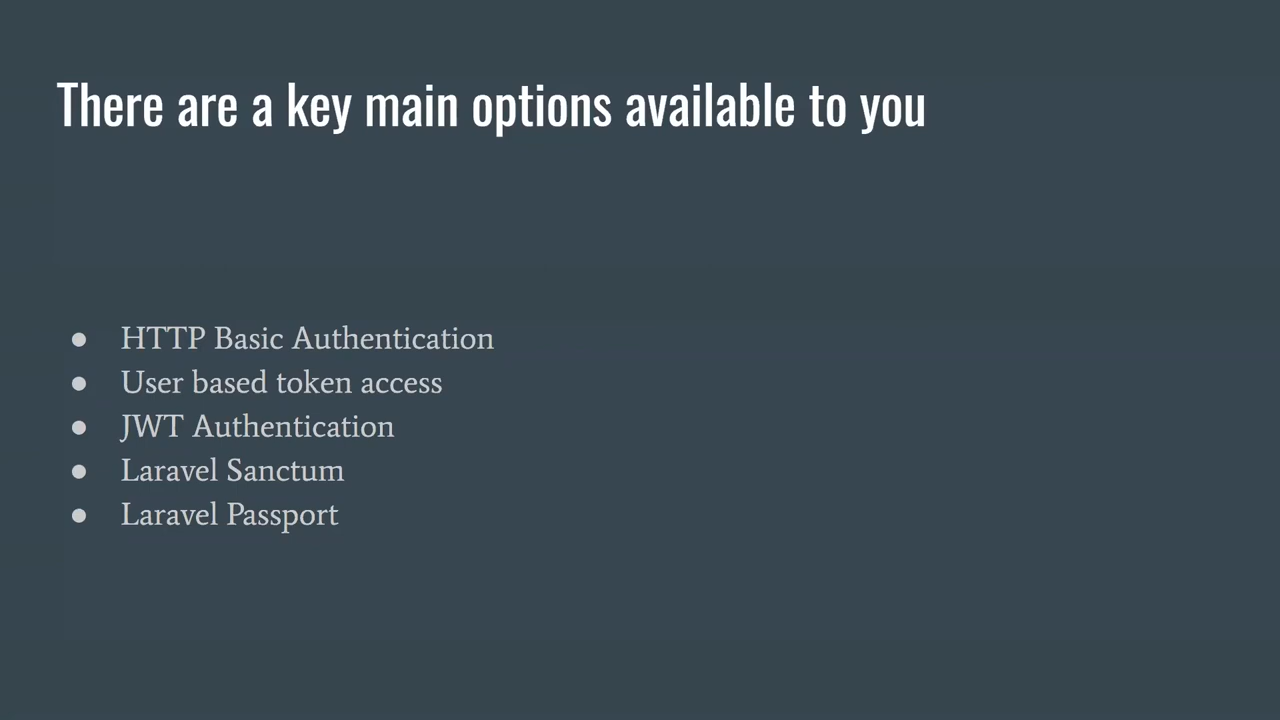 There are a key main options available to you
● HTTP Basic Authentication
● User based token access
● JWT Authentication
● Laravel Sanctum
● Laravel Passport